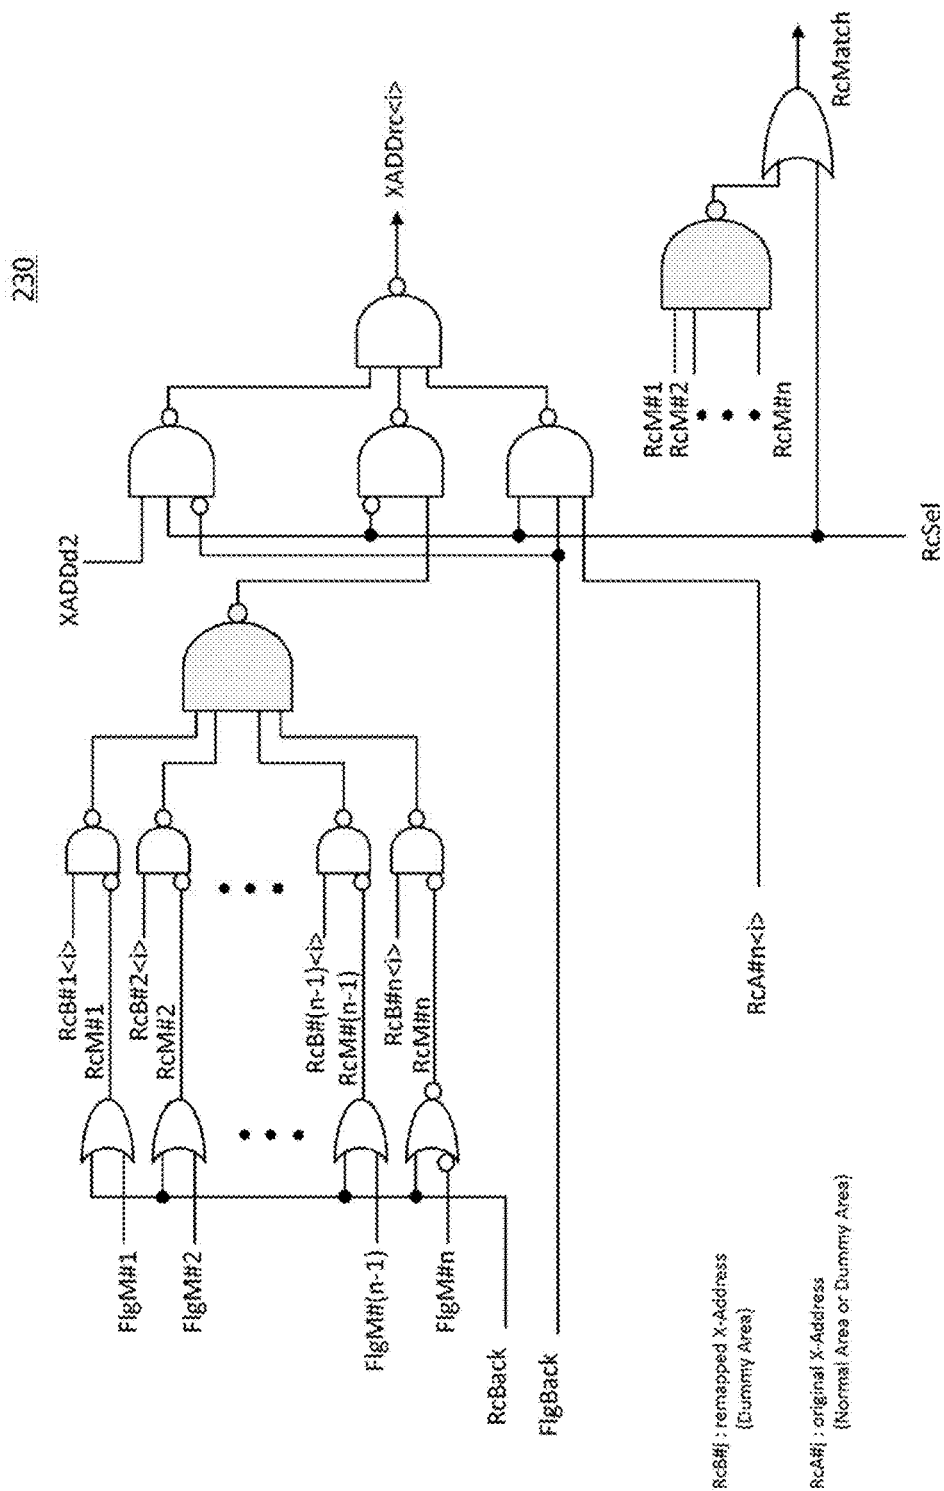 230
XADDd2
XADDrc<i>
RcB#1<i>
RcM#1
RcB#2<i>
RcM#2
RcB#(n-1)<i>
RcM#(n-1)
RcB#n<i>
RcM#n
FlgM#1
FlgM#2
FlgM#(n-1)
FlgM#n
RcBack
FlgBack
RcA#n<i>
RcSel
RcM#1
RcM#2
RcM#n
RcMatch
RcB#j : remapped X-Address
(Dummy Area)
RcA#j : original X-Address
(Normal Area or Dummy Area)